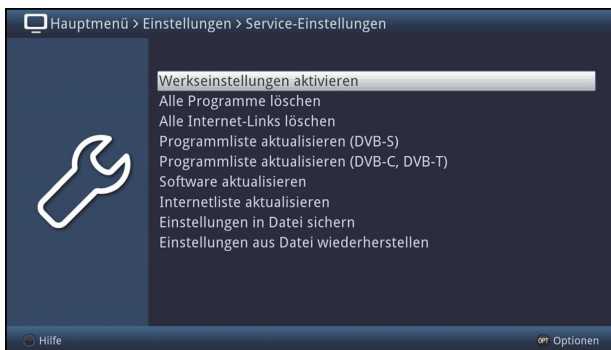 Hauptmenü > Einstellungen > Service-Einstellungen
Werkseinstellungen aktivieren
Alle Programme löschen
Alle Internet-Links löschen
Programmliste aktualisieren (DVB-S)
Programmliste aktualisieren (DVB-C, DVB-T)
Software aktualisieren
Internetliste aktualisieren
Einstellungen in Datei sichern
Einstellungen aus Datei wiederherstellen
Hilfe
OPT Optionen